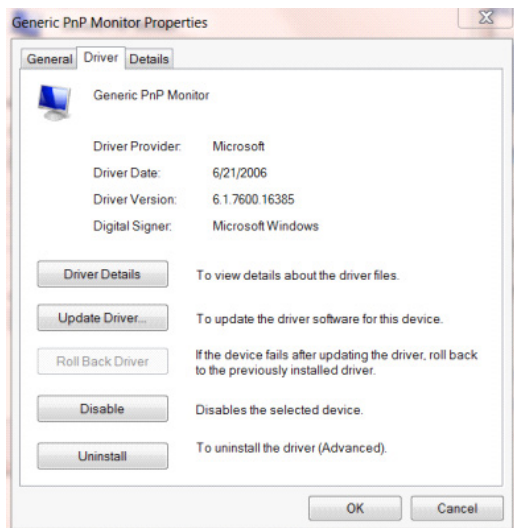 Generic PnP Monitor Properties
General Driver Details
Generic PnP Monitor
Driver Provider: Microsoft
Driver Date: 6/21/2006
Driver Version: 6.1.7600.16385
Digital Signer: Microsoft Windows
Driver Details To view details about the driver files.
Update Driver... To update the driver software for this device.
Roll Back Driver If the device fails after updating the driver, roll back
to the previously installed driver.
Disable Disables the selected device.
Uninstall To uninstall the driver (Advanced).
OK Cancel